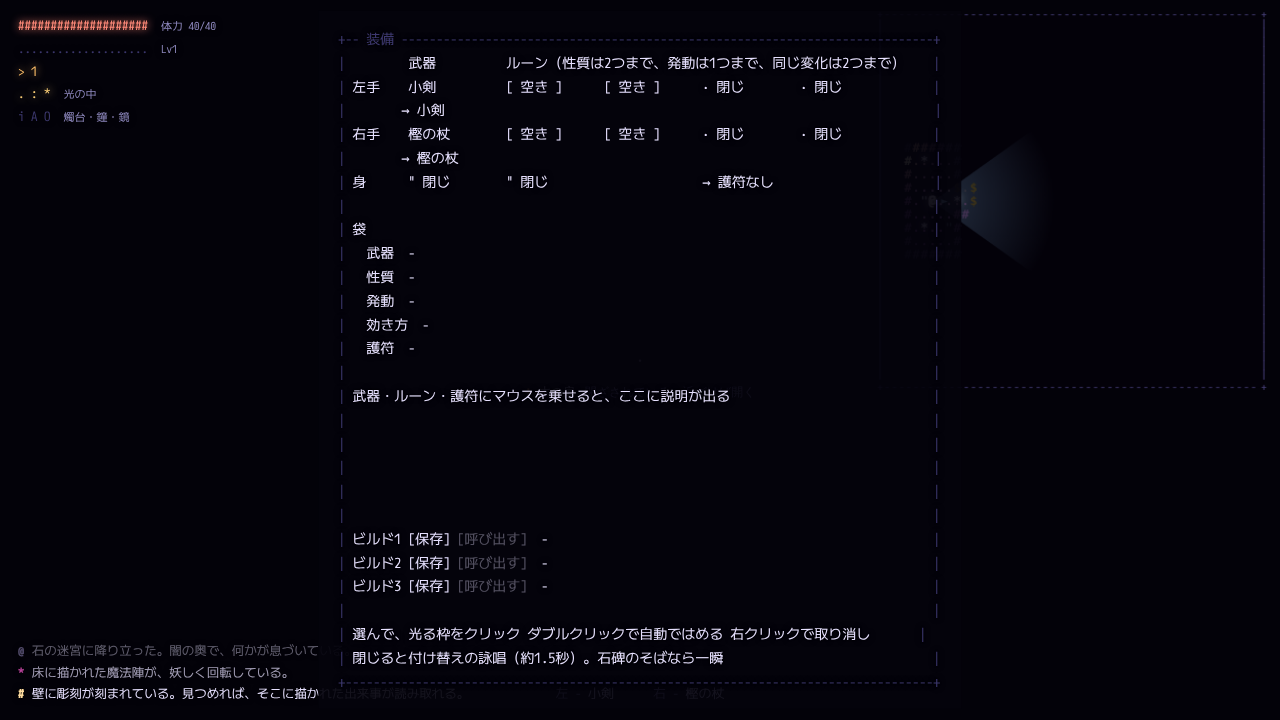 #################### 体力 40/40
.................... Lv1
> 1
. : * 光の中
i A O 燭台・鐘・鏡
装備
武器 ルーン（性質は2つまで、発動は1つまで、同じ変化は2つまで）
左手 小剣 [ 空き ] [ 空き ] · 閉じ · 閉じ
→ 小剣
右手 樫の杖 [ 空き ] [ 空き ] · 閉じ · 閉じ
→ 樫の杖
身 " 閉じ " 閉じ → 護符なし
袋
武器 -
性質 -
発動 -
効き方 -
護符 -
武器・ルーン・護符にマウスを乗せると、ここに説明が出る
ビルド1 [保存] [呼び出す] -
ビルド2 [保存] [呼び出す] -
ビルド3 [保存] [呼び出す] -
選んで、光る枠をクリック ダブルクリックで自動ではめる 右クリックで取り消し
閉じると付け替えの詠唱（約1.5秒）。石碑のそばなら一瞬
@ 石の迷宮に降り立った。闇の奥で、何かが息づいて
* 床に描かれた魔法陣が、妖しく回転している。
# 壁に彫刻が刻まれている。見つめれば、そこに描かれた出来事が読み取れる。 左 - 小剣 右 - 樫の杖